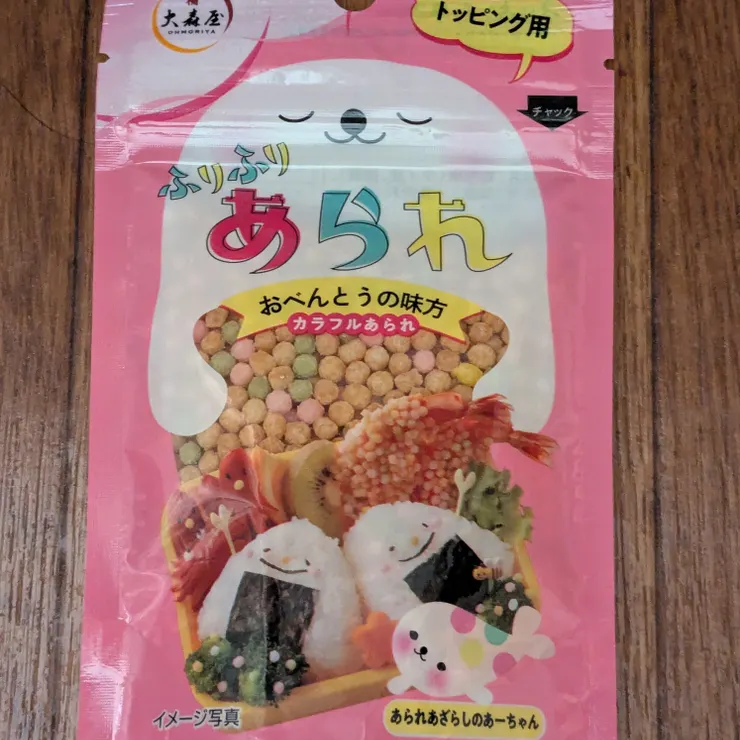 大森屋
OHMORIYA
トッピング用
チャック
ふりふり
あられ
おべんとうの味方
カラフルあられ
イメージ写真
あられあざらしのあーちゃん